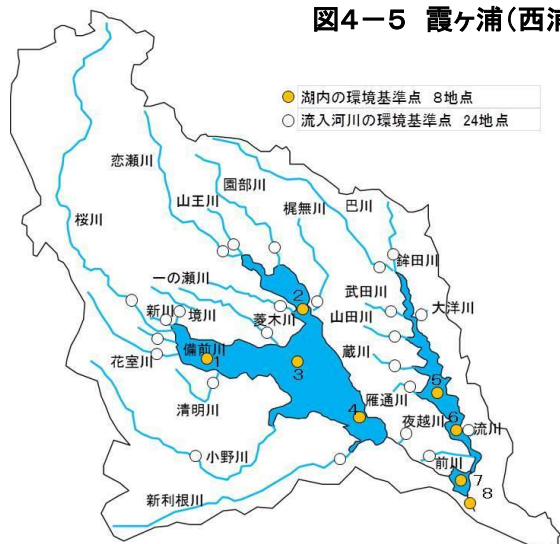 図4－5 霞ヶ浦(西浦
湖内の環境基準点 8地点
流入河川の環境基準点 24地点
恋瀬川
園部川
山王川
梶無川
巴川
桜川
鉾田川
一の瀬川
武田川
大洋川
新川
境川
2
菱木川
山田川
備前川
1
花室川
3
蔵川
清明川
雁通川
5
4
夜越川
6
流川
小野川
前川
7
新利根川
8